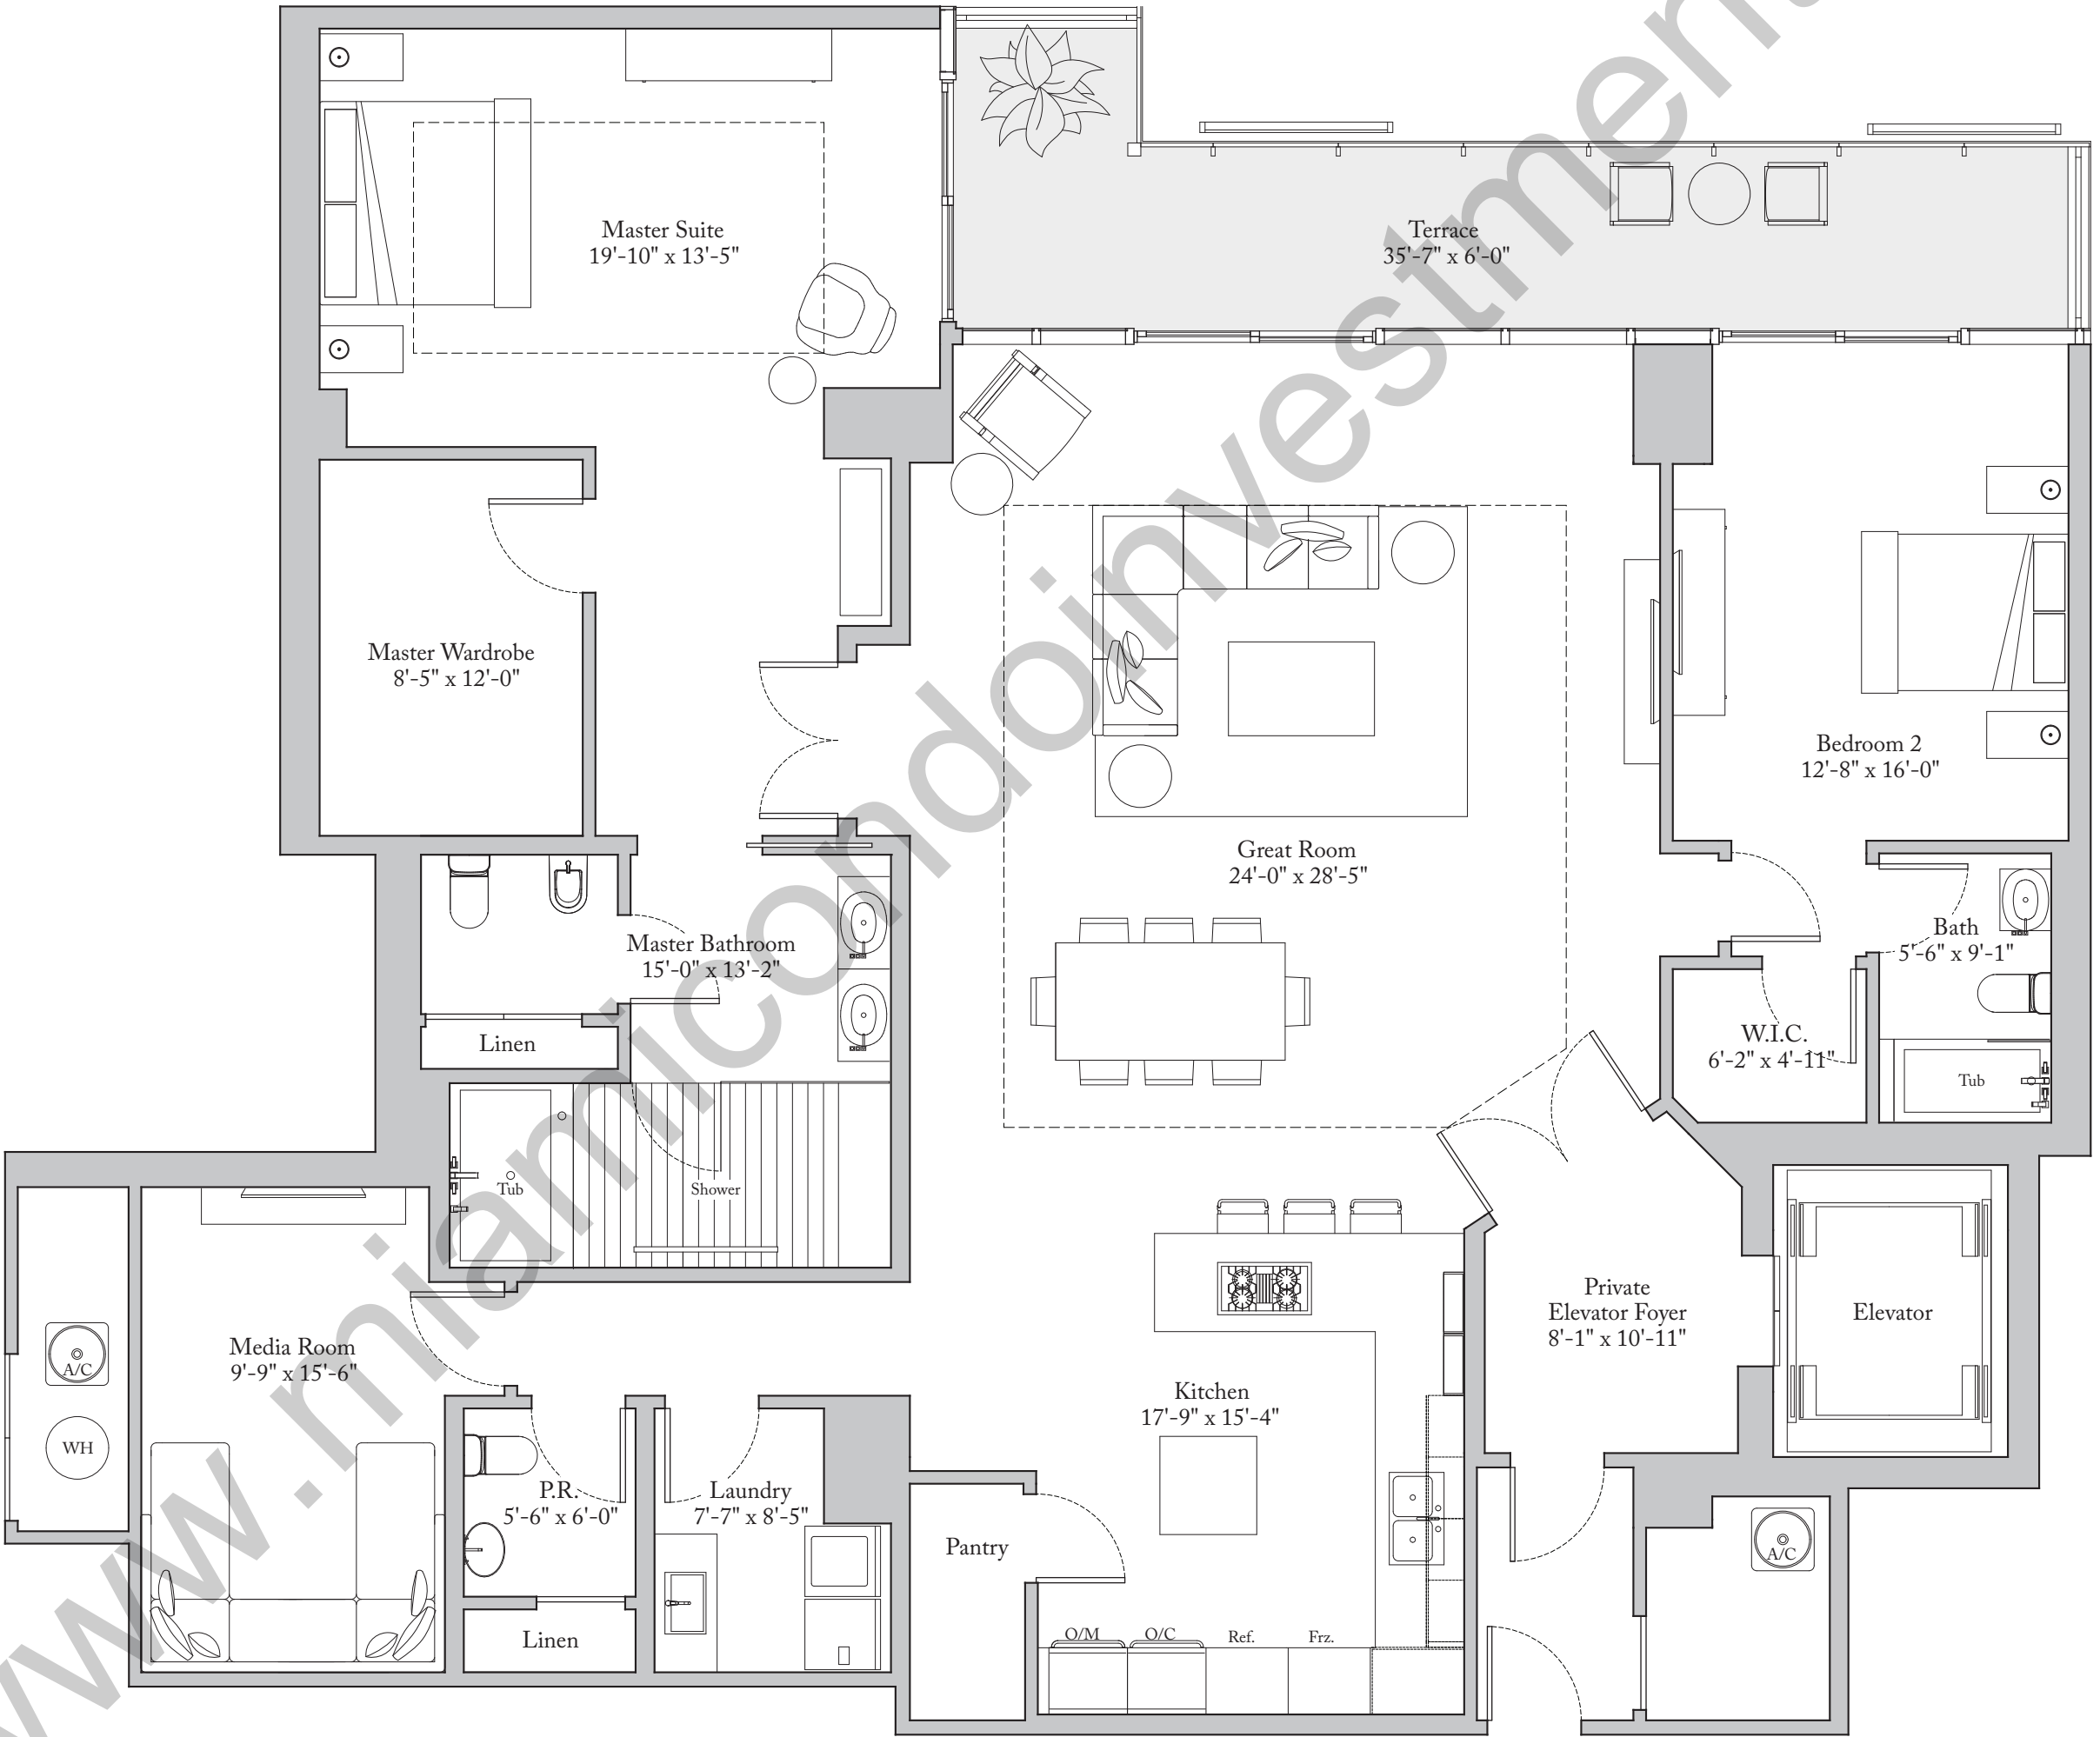 Master Suite
19'-10" x 13'-5"
Terrace
35'-7" x 6'-0"
Master Wardrobe
8'-5" x 12'-0"
Bedroom 2
12'-8" x 16'-0"
Great Room
24'-0" x 28'-5"
Master Bathroom
15'-0" x 13'-2"
Bath
5'-6" x 9'-1"
Linen
W.I.C.
6'-2" x 4'-11"
Tub
Tub
Shower
Private
Elevator Foyer
8'-1" x 10'-11"
Elevator
Media Room
9'-9" x 15'-6"
A/C
Kitchen
17'-9" x 15'-4"
WH
P.R.
5'-6" x 6'-0"
Laundry
7'-7" x 8'-5"
Pantry
A/C
Linen
O/M
O/C
Ref.
Frz.
www.miamicondoinvestment